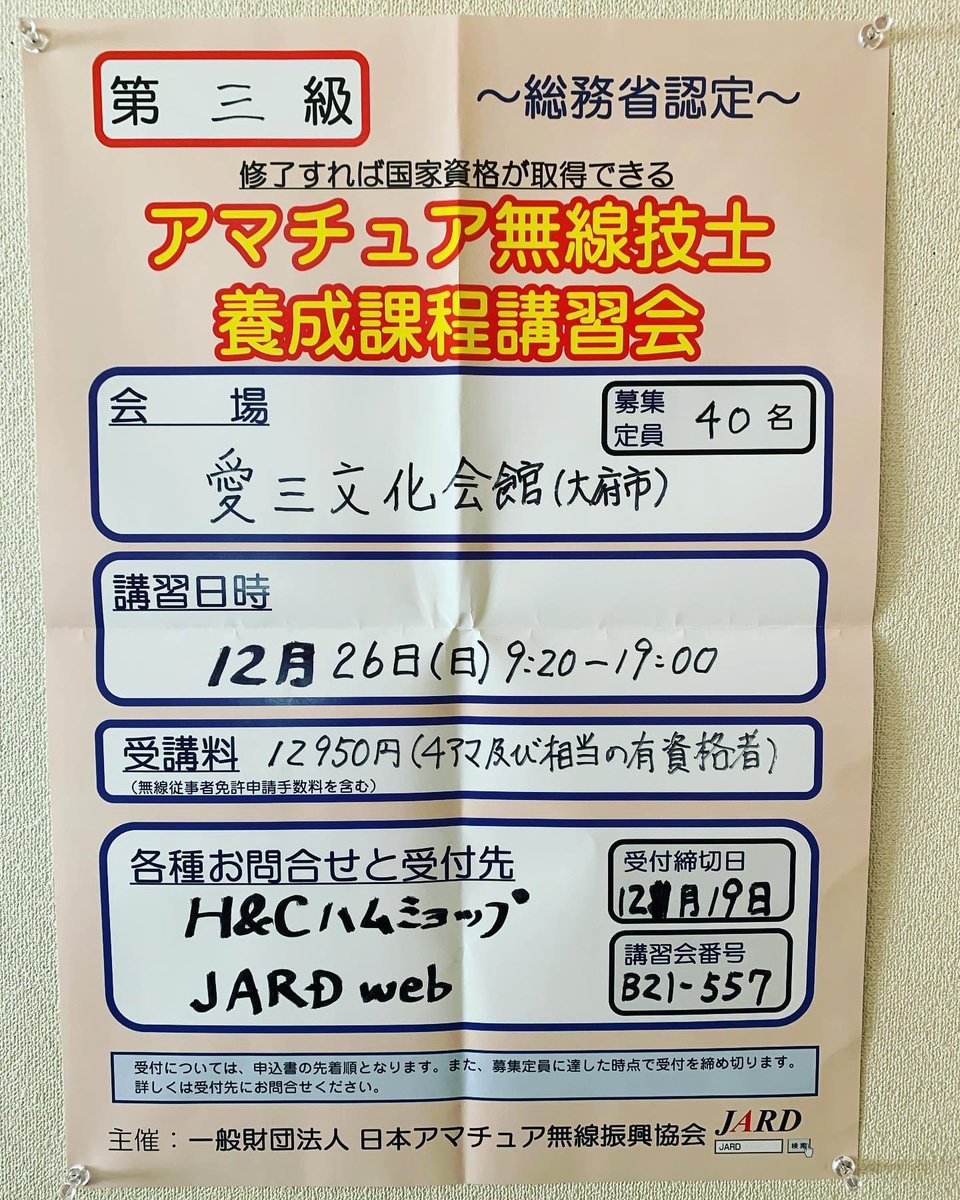 第三級
～総務省認定～
修了すれば国家資格が取得できる
アマチュア無線技士
養成課程講習会
会場
募集
定員 40名
愛三文化会館(大府市)
講習日時
12月26日(日) 9:20-19:00
受講料 12950円(4アマ及び相当の有資格者)
(無線従事者免許申請手数料を含む)
各種お問合せと受付先
H&Cハムショップ
JARD web
受付締切日
12月19日
講習会番号
B21-557
受付については、申込書の先着順となります。また、募集定員に達した時点で受付を締め切ります。
詳しくは受付先にお問合せください。
主催：一般財団法人 日本アマチュア無線振興協会
JARD
JARD 検索